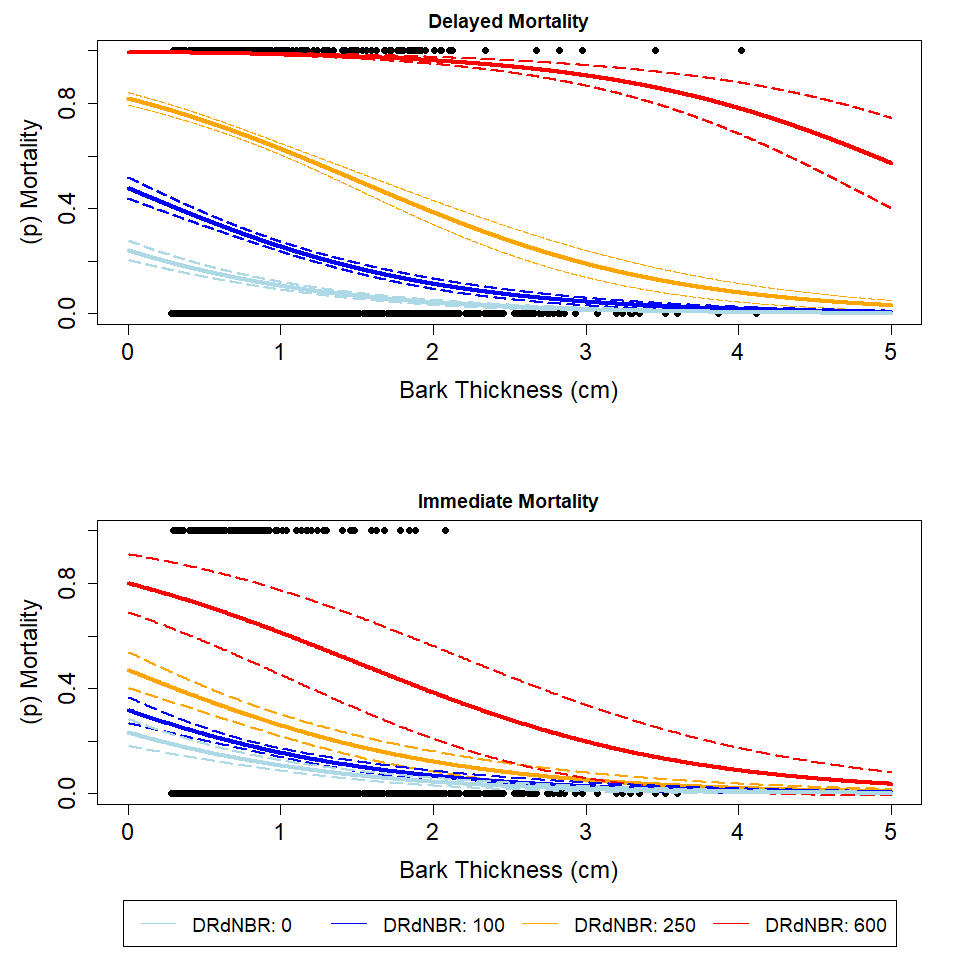 Delayed Mortality
0.8
0.4
0.0
(p) Mortality
0 1 2 3 4 5
Bark Thickness (cm)
Immediate Mortality
0.8
0.4
0.0
(p) Mortality
0 1 2 3 4 5
Bark Thickness (cm)
DRdNBR: 0 DRdNBR: 100 DRdNBR: 250 DRdNBR: 600